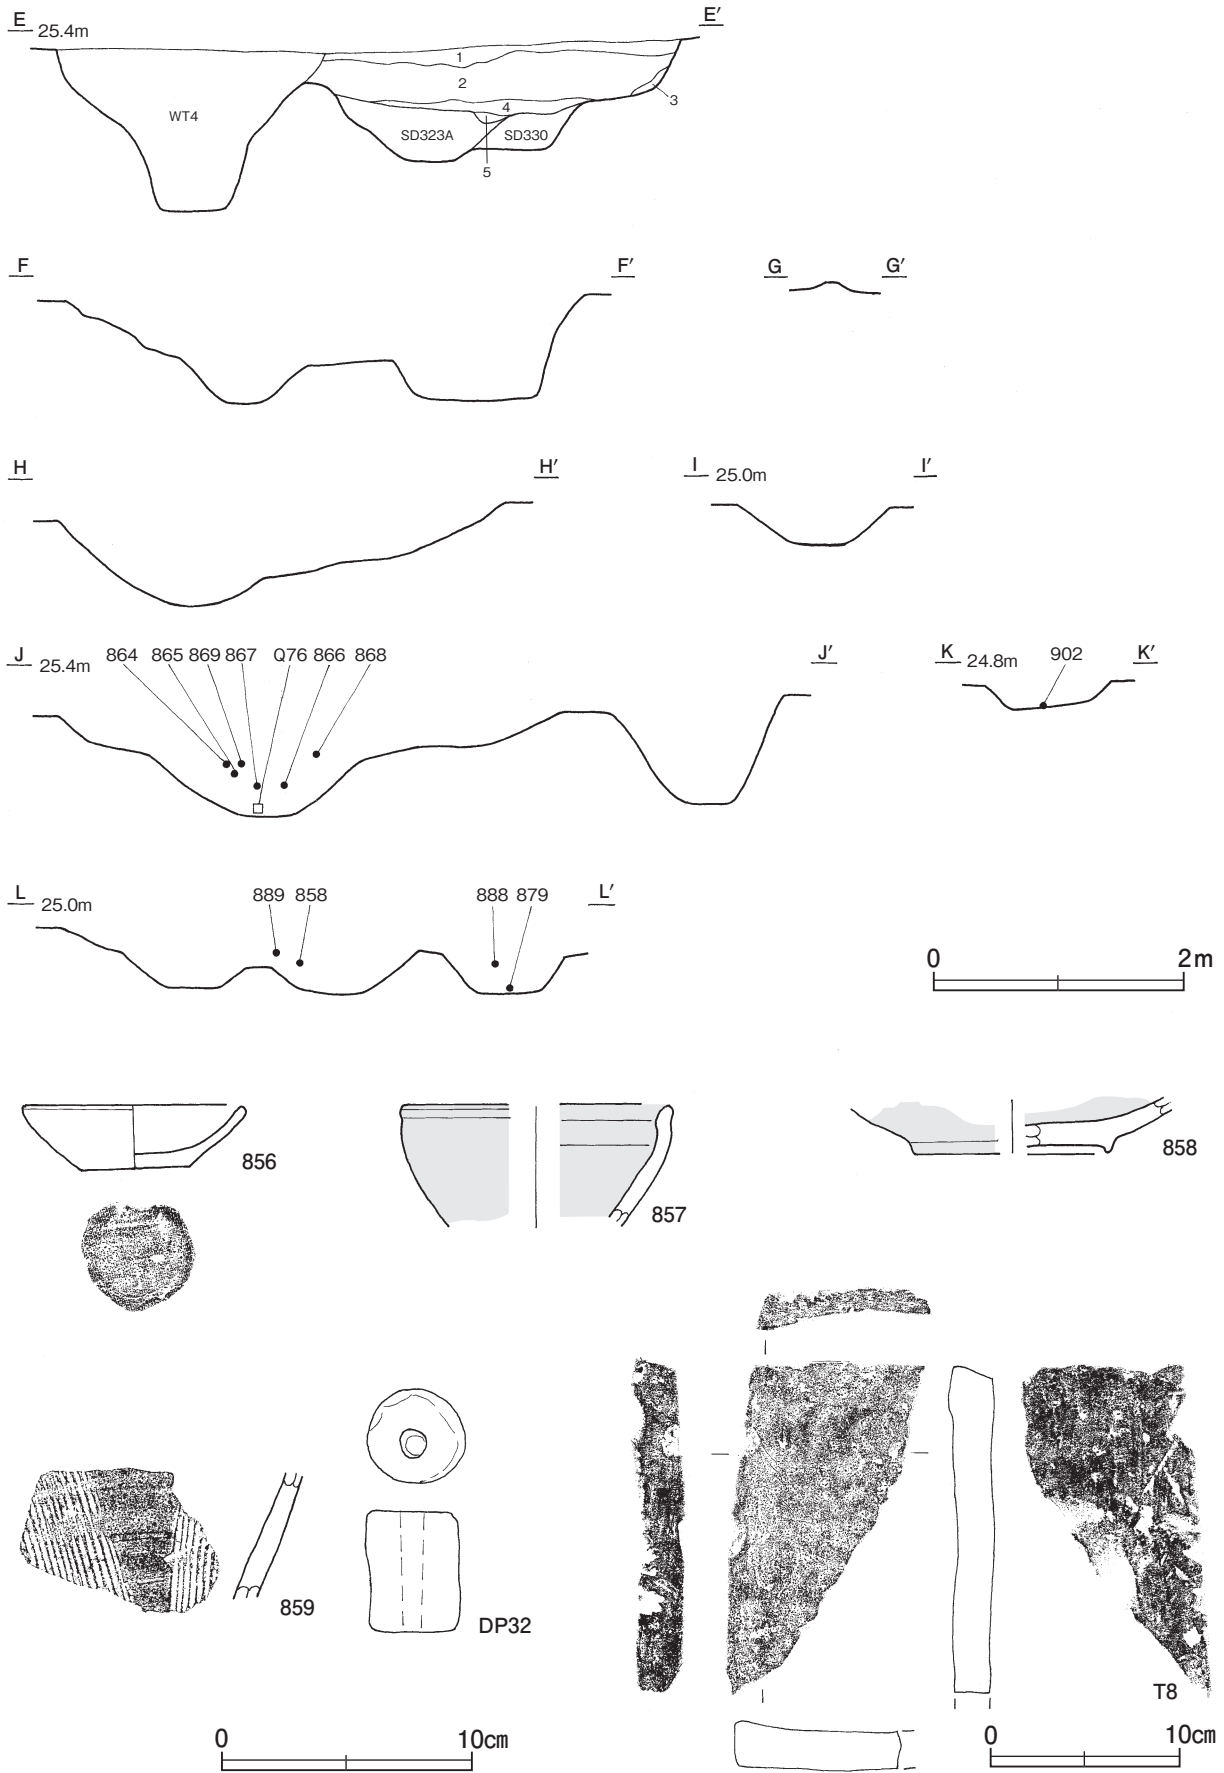 E 25.4m E′
1
2
3
4
WT4
SD323A SD330
5
F F′ G G′
H H′ I 25.0m I′
J 25.4m 864 865 869 867 Q76 866 868 J′ K 24.8m 902 K′
L 25.0m 889 858 888 879 L′
0 2m
856
857
858
859
DP32
T8
0 10cm
0 10cm